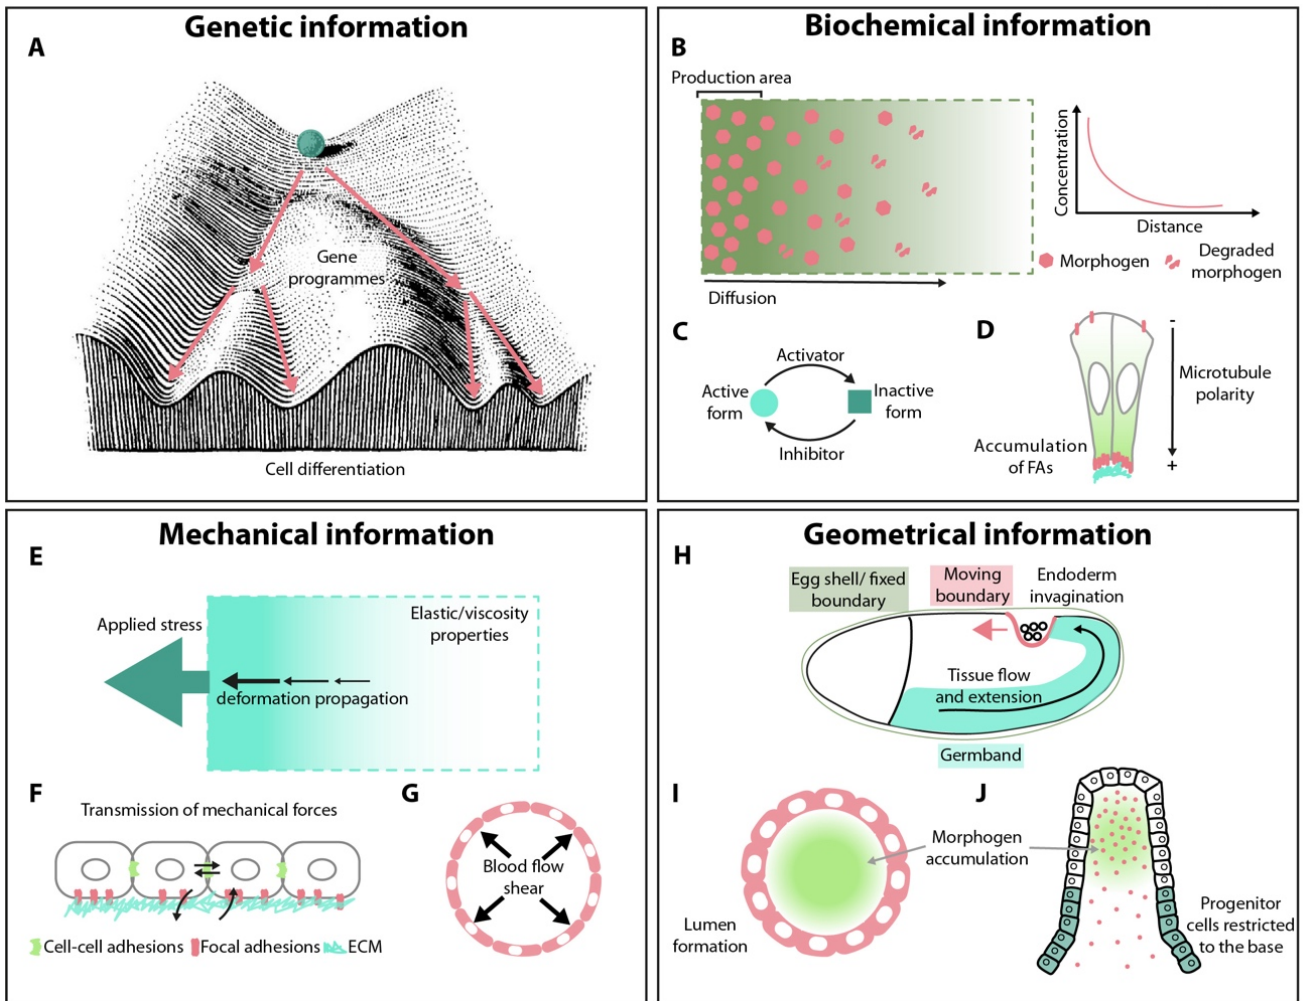 Genetic information
A
Gene
programmes
Cell differentiation
Biochemical information
B
Production area
Diffusion
Concentration
Distance
Morphogen
Degraded
morphogen
C
Activator
Active
form
Inactive
form
Inhibitor
D
-
Microtubule
polarity
+
Accumulation
of FAs
Mechanical information
E
Applied stress
Elastic/viscosity
properties
deformation propagation
F
Transmission of mechanical forces
Cell-cell adhesions
Focal adhesions
ECM
G
Blood flow
shear
Geometrical information
H
Egg shell/ fixed
boundary
Moving
boundary
Endoderm
invagination
Tissue flow
and extension
Germband
I
Lumen
formation
Morphogen
accumulation
J
Progenitor
cells restricted
to the base